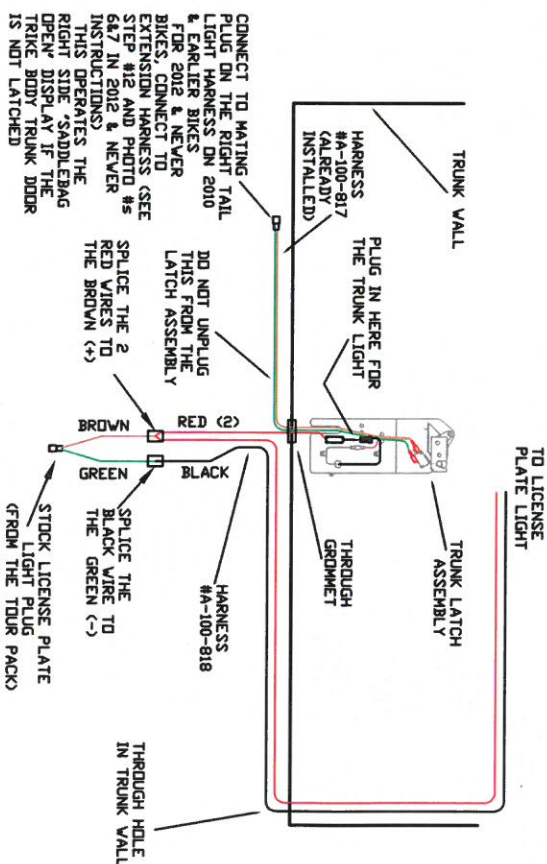 TO LICENSE
PLATE LIGHT
TRUNK WALL
TRUNK LATCH
ASSEMBLY
PLUG IN HERE FOR
THE TRUNK LIGHT
HARNESS
#A-100-817
(ALREADY
INSTALLED)
THROUGH
GROMMET
CONNECT TO MATING
PLUG ON THE RIGHT TAIL
LIGHT HARNESS ON 2010
& EARLIER BIKES
FOR 2012 & NEWER
BIKES, CONNECT TO
EXTENSION HARNESS (SEE
STEP #12 AND PHOTO #s
6&7 IN 2012 & NEWER
INSTRUCTIONS)
THIS OPERATES THE
RIGHT SIDE "SADDLEBAG
OPEN" DISPLAY IF THE
TRIKE BODY TRUNK DOOR
IS NOT LATCHED
DO NOT UNPLUG
THIS FROM THE
LATCH ASSEMBLY
RED (2)
BLACK
HARNESS
#A-100-818
THROUGH HOLE
IN TRUNK WALL
SPLICE THE 2
RED WIRES TO
THE BROWN (+)
BROWN
GREEN
SPLICE THE
BLACK WIRE TO
THE GREEN (-)
STOCK LICENSE PLATE
LIGHT PLUG
(FROM THE TOUR PACK)